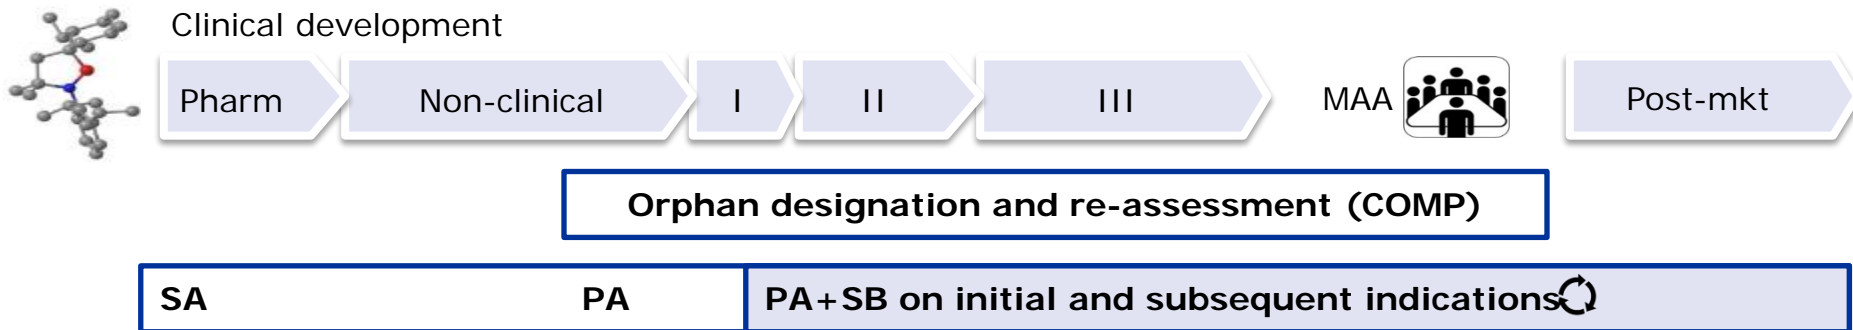 Clinical development
Pharm Non-clinical I II III MAA Post-mkt
Orphan designation and re-assessment (COMP)
SA PA PA+SB on initial and subsequent indications